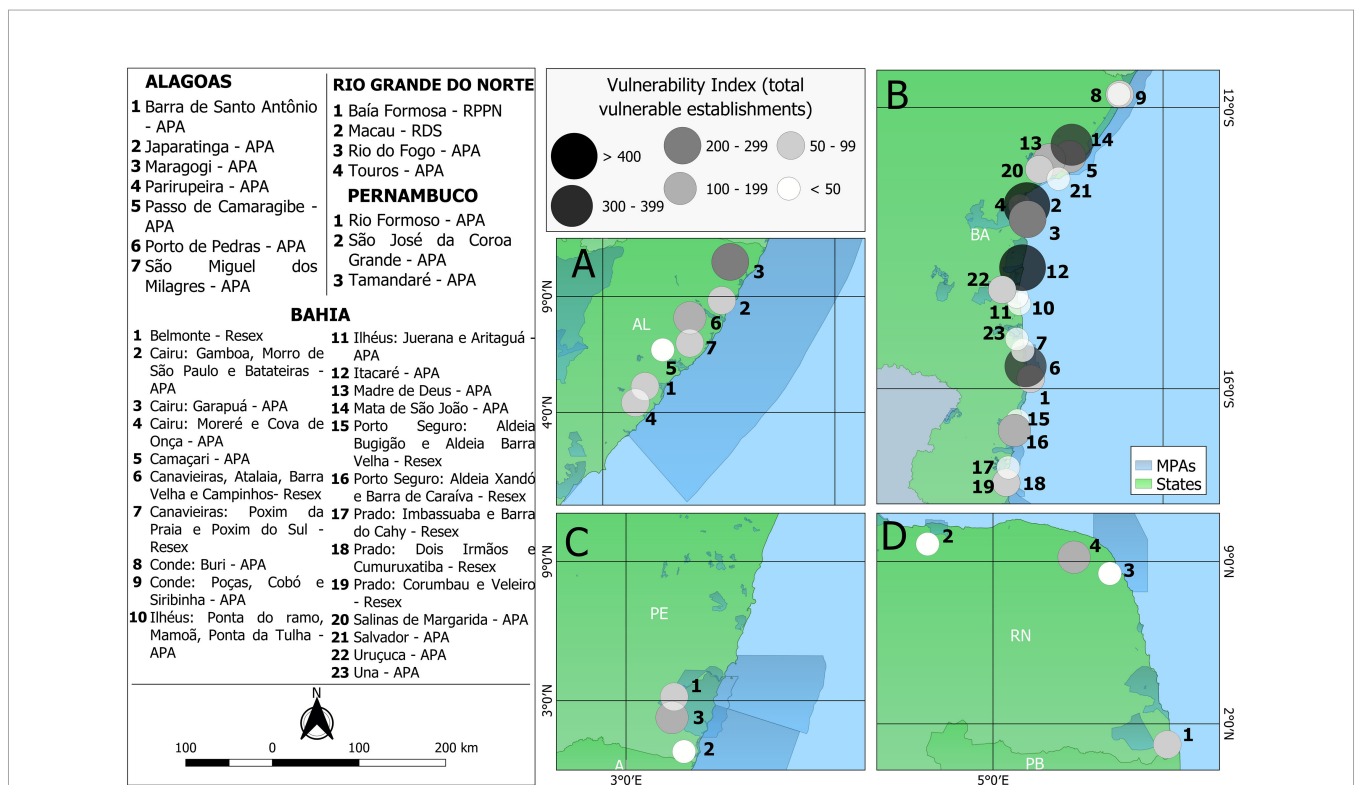 ALAGOAS
1 Barra de Santo Antônio
- APA
2 Japaratinga - APA
3 Maragogi - APA
4 Parirupeira - APA
5 Passo de Camaragibe -
APA
6 Porto de Pedras - APA
7 São Miguel dos
Milagres - APA
RIO GRANDE DO NORTE
1 Baía Formosa - RPPN
2 Macau - RDS
3 Rio do Fogo - APA
4 Touros - APA
PERNAMBUCO
1 Rio Formoso - APA
2 São José da Coroa
Grande - APA
3 Tamandaré - APA
BAHIA
1 Belmonte - Resex
2 Cairu: Gamboa, Morro de
São Paulo e Batateiras -
APA
3 Cairu: Garapuá - APA
4 Cairu: Moreré e Cova de
Onça - APA
5 Camaçari - APA
6 Canavieiras, Atalaia, Barra
Velha e Campinhos- Resex
7 Canavieiras: Poxim da
Praia e Poxim do Sul -
Resex
8 Conde: Buri - APA
9 Conde: Poças, Cobó e
Siribinha - APA
10 Ilhéus: Ponta do ramo,
Mamoã, Ponta da Tulha -
APA
11 Ilhéus: Juerana e Aritaguá -
APA
12 Itacaré - APA
13 Madre de Deus - APA
14 Mata de São João - APA
15 Porto Seguro: Aldeia
Bugigão e Aldeia Barra
Velha - Resex
16 Porto Seguro: Aldeia Xandó
e Barra de Caraíva - Resex
17 Prado: Imbassuaba e Barra
do Cahy - Resex
18 Prado: Dois Irmãos e
Cumuruxatiba - Resex
19 Prado: Corumbau e Veleiro
- Resex
20 Salinas de Margarida - APA
21 Salvador - APA
22 Uruçuca - APA
23 Una - APA
N
100 0 100 200 km
Vulnerability Index (total
vulnerable establishments)
> 400
300 - 399
200 - 299
100 - 199
50 - 99
< 50
A
AL
3
2
6
7
5
1
4
9°0'N
4°0'N
B
BA
8 9
13 14
20 5
21
4 2
3
12
22
11 10
23
7
6
1
15
16
17
19 18
12°0'S
16°0'S
MPAs
States
C
PE
1
3
2
A
9°0'N
3°0'N
3°0'E
D
RN
PB
2
4
3
1
9°0'N
2°0'N
5°0'E